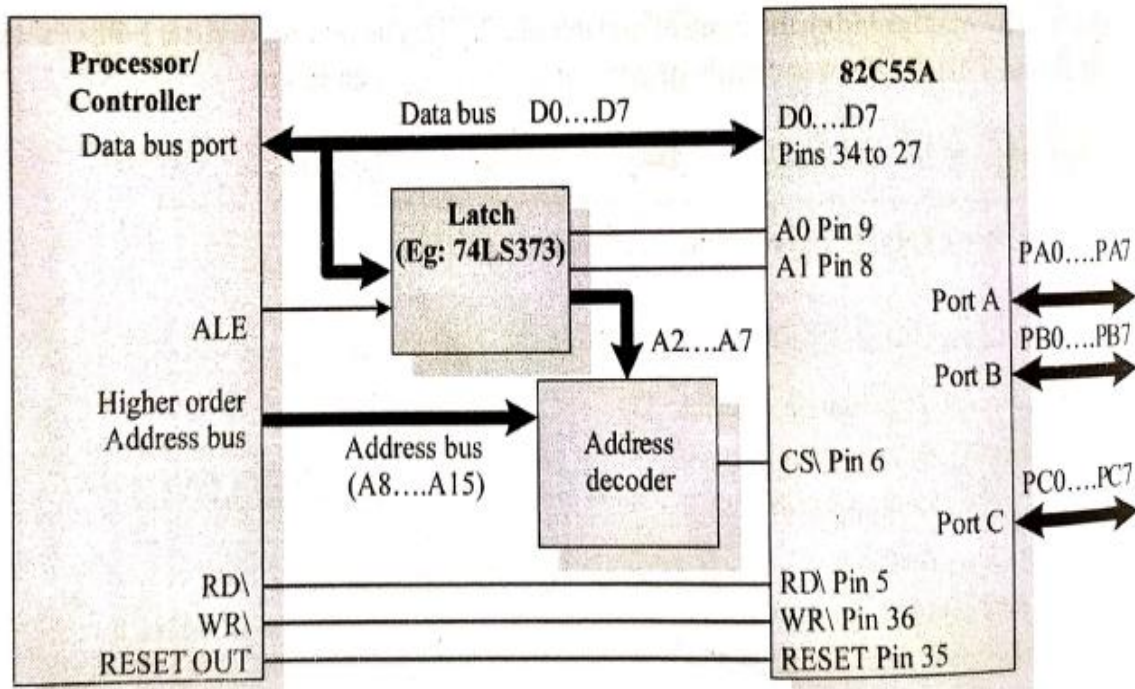 Processor/
Controller
Data bus port
ALE
Higher order
Address bus
RD\
WR\
RESET OUT
Data bus D0....D7
Latch
(Eg: 74LS373)
A2....A7
Address bus
(A8....A15)
Address
decoder
82C55A
D0....D7
Pins 34 to 27
A0 Pin 9
A1 Pin 8
Port A
Port B
CS\ Pin 6
Port C
RD\ Pin 5
WR\ Pin 36
RESET Pin 35
PA0....PA7
PB0....PB7
PC0....PC7